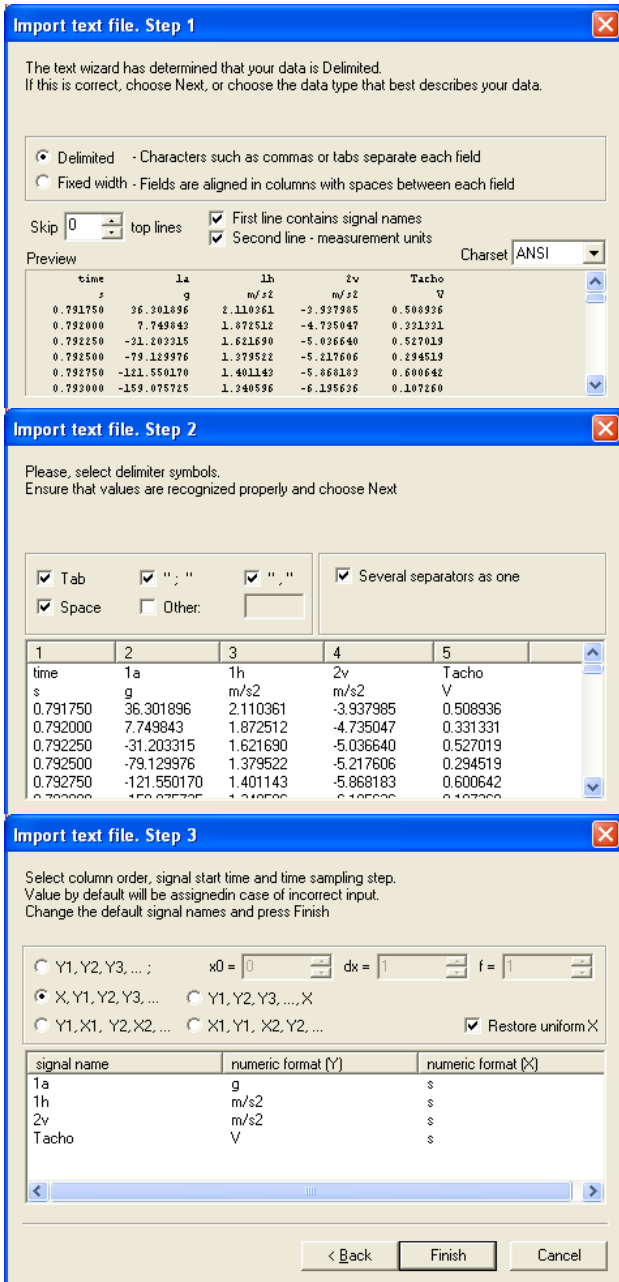 Import text file. Step 1
The text wizard has determined that your data is Delimited.
If this is correct, choose Next, or choose the data type that best describes your data.
Delimited - Characters such as commas or tabs separate each field
Fixed width - Fields are aligned in columns with spaces between each field
Skip 0 top lines
First line contains signal names
Second line - measurement units
Preview
Charset ANSI
time 1a 1h 2v Tacho
s g m/s2 m/s2 V
0.791750 36.301896 2.110361 -3.937985 0.508936
0.792000 7.749843 1.872512 -4.735047 0.331331
0.792250 -31.203315 1.621690 -5.036640 0.527019
0.792500 -79.129976 1.379522 -5.217606 0.294519
0.792750 -121.550170 1.401143 -5.868183 0.600642
0.793000 -159.075725 1.340596 -6.195636 0.107260
Import text file. Step 2
Please, select delimiter symbols.
Ensure that values are recognized properly and choose Next
Tab " ; " " , " Several separators as one
Space Other:
1 2 3 4 5
time 1a 1h 2v Tacho
s g m/s2 m/s2 V
0.791750 36.301896 2.110361 -3.937985 0.508936
0.792000 7.749843 1.872512 -4.735047 0.331331
0.792250 -31.203315 1.621690 -5.036640 0.527019
0.792500 -79.129976 1.379522 -5.217606 0.294519
0.792750 -121.550170 1.401143 -5.868183 0.600642
Import text file. Step 3
Select column order, signal start time and time sampling step.
Value by default will be assignedin case of incorrect input.
Change the default signal names and press Finish
Y1, Y2, Y3, ... ; x0 = 0 dx = 1 f = 1
X, Y1, Y2, Y3, ... Y1, Y2, Y3, ..., X
Y1, X1, Y2, X2, ... X1, Y1, X2, Y2, ... Restore uniform X
signal name numeric format (Y) numeric format (X)
1a g s
1h m/s2 s
2v m/s2 s
Tacho V s
< Back Finish Cancel